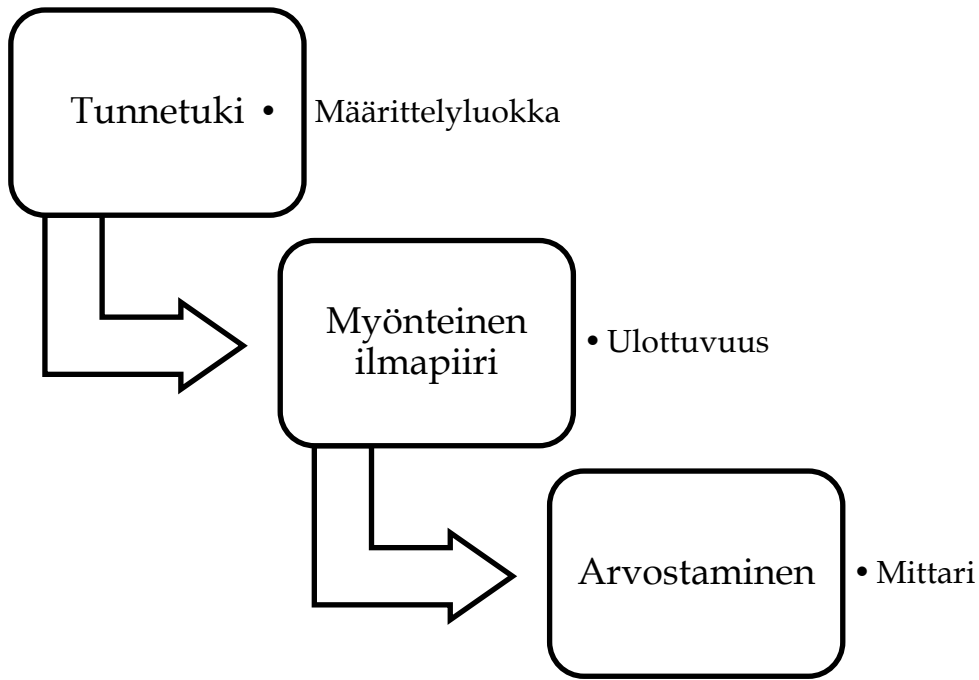 Tunnetuki • Määrittelyluokka
Myönteinen
ilmapiiri
• Ulottuvuus
Arvostaminen • Mittari